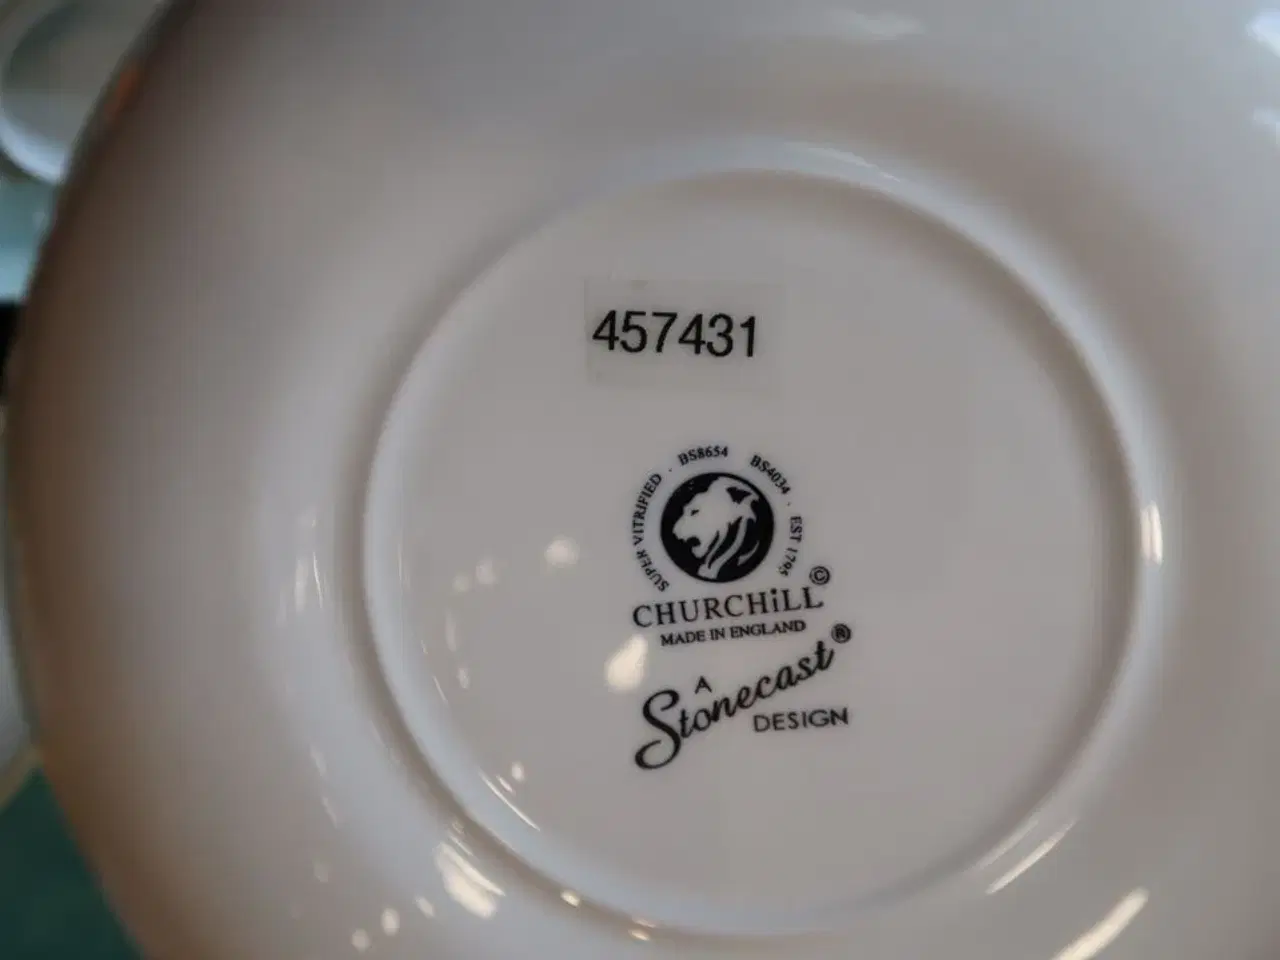 457431
SUPER VITRIFIED · BS8654 BS4034 · EST 1795
CHURCHiLL ©
MADE IN ENGLAND
A
Stonecast ®
DESIGN